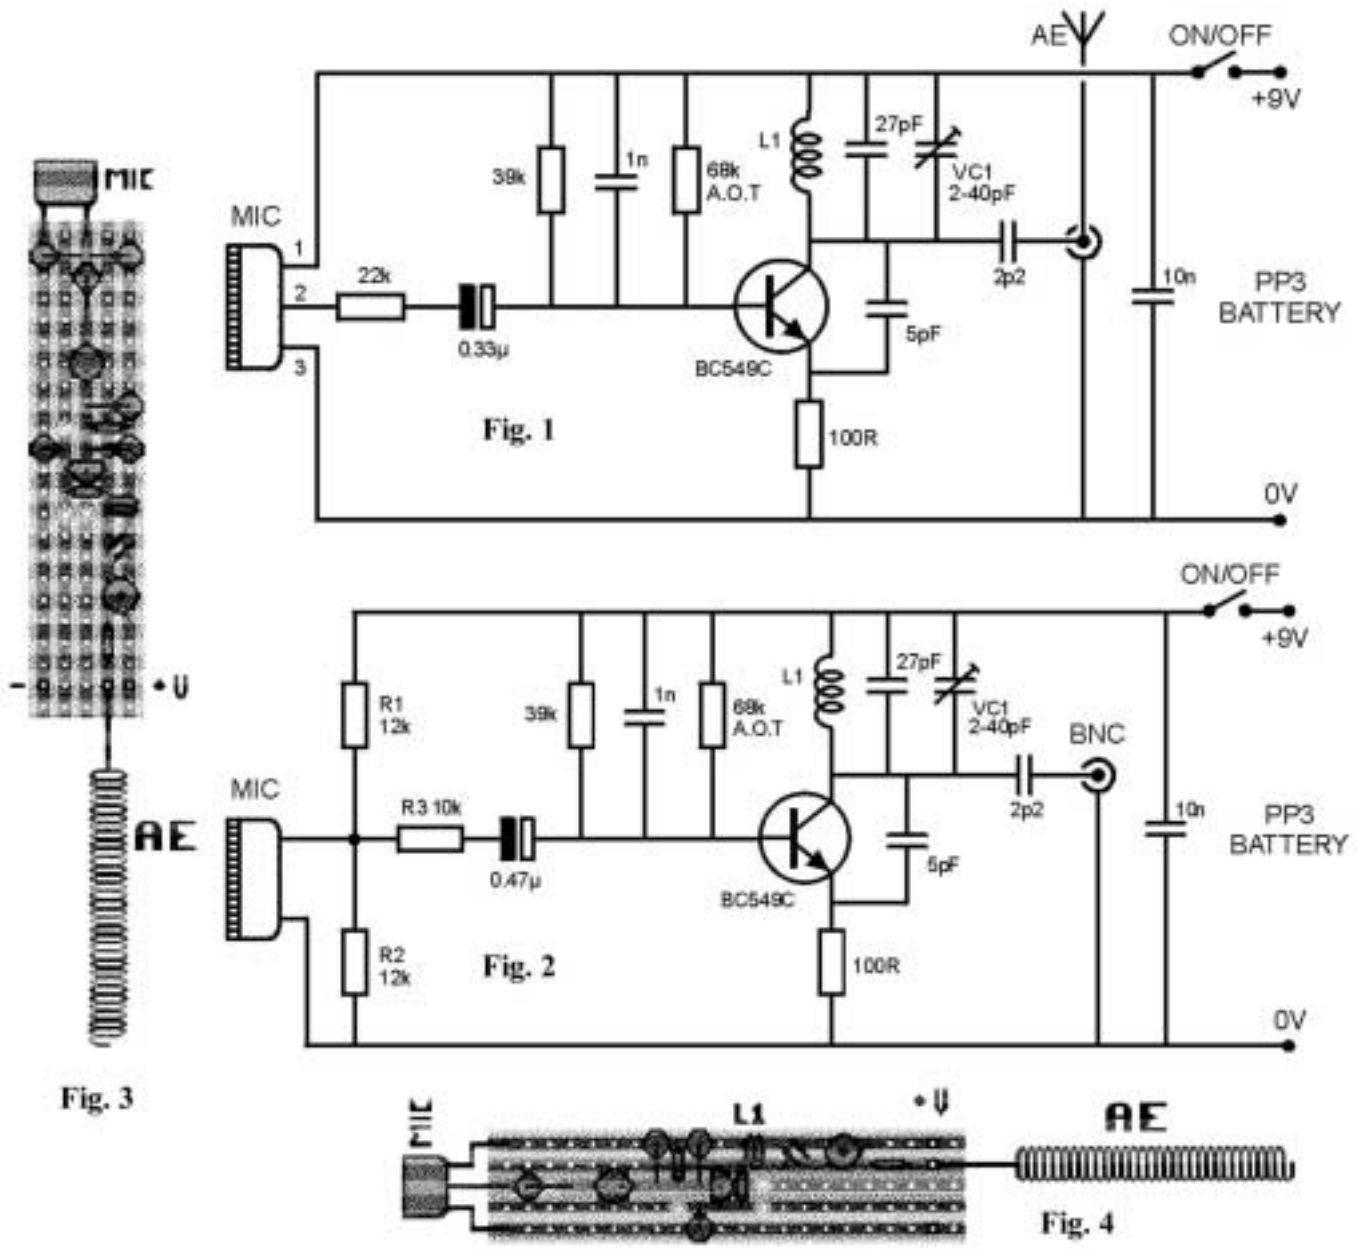 AE
ON/OFF
+9V
MIC
MIC
1
2
3
22k
0.33µ
39k
1n
68k
A.O.T
L1
27pF
VC1
2-40pF
2p2
5pF
10n
PP3
BATTERY
BC549C
100R
Fig. 1
0V
ON/OFF
+9V
- +V
R1
12k
39k
1n
68k
A.O.T
L1
27pF
VC1
2-40pF
BNC
MIC
R3 10k
0.47µ
2p2
5pF
10n
PP3
BATTERY
AE
BC549C
R2
12k
100R
Fig. 2
0V
Fig. 3
MIC
L1
+V
AE
Fig. 4